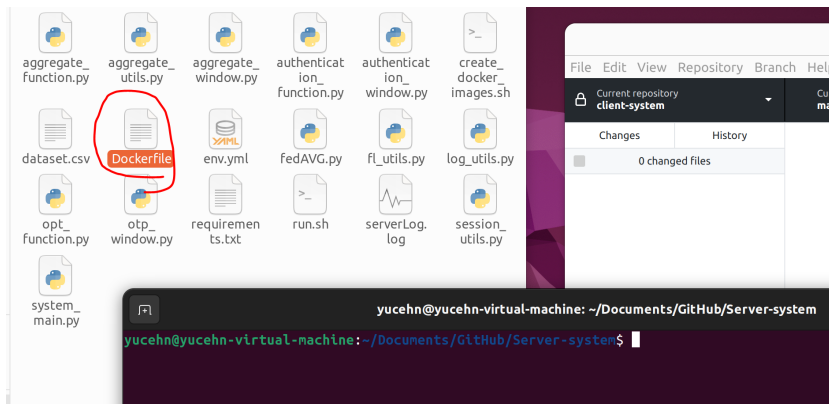 aggregate_
function.py
aggregate_
utils.py
aggregate_
window.py
authenticat
ion_
function.py
authenticat
ion_
window.py
create_
docker_
images.sh
dataset.csv
Dockerfile
YAML
env.yml
fedAVG.py
fl_utils.py
log_utils.py
opt_
function.py
otp_
window.py
requiremen
ts.txt
run.sh
serverLog.
log
session_
utils.py
system_
main.py
File Edit View Repository Branch Help
Current repository
client-system
Cu
ma
Changes
History
0 changed files
yucehn@yucehn-virtual-machine: ~/Documents/GitHub/Server-system
yucehn@yucehn-virtual-machine:~/Documents/GitHub/Server-system$